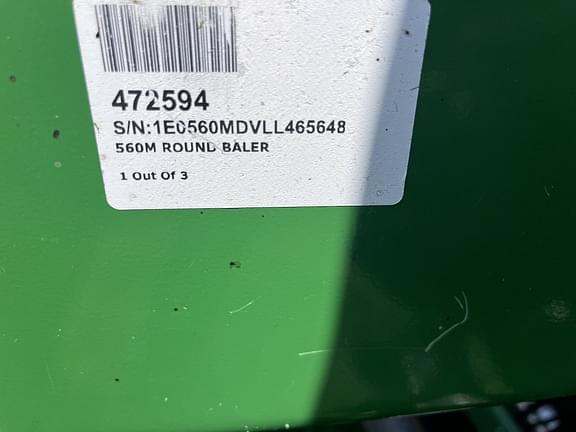 472594
S/N:1E0560MDVLL465648
560M ROUND BALER
1 Out Of 3